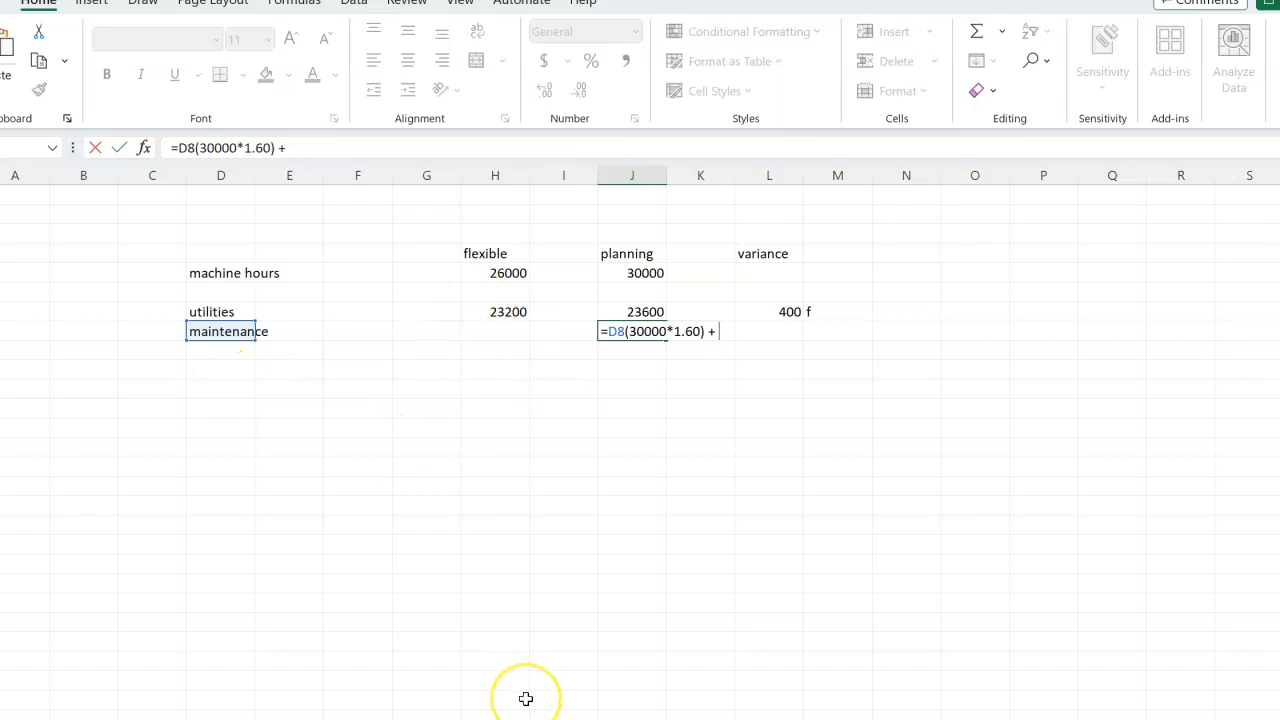 Home Insert Draw Page Layout Formulas Data Review View Automate Help Comments
11 General Conditional Formatting Insert
B I U $ % Format as Table Delete Sensitivity Add-ins Analyze Data
Cell Styles Format
Font Alignment Number Styles Cells Editing Sensitivity Add-ins
fx =D8(30000*1.60) +
A B C D E F G H I J K L M N O P Q R S
flexible planning variance
machine hours 26000 30000
utilities 23200 23600 400 f
maintenance =D8(30000*1.60) +